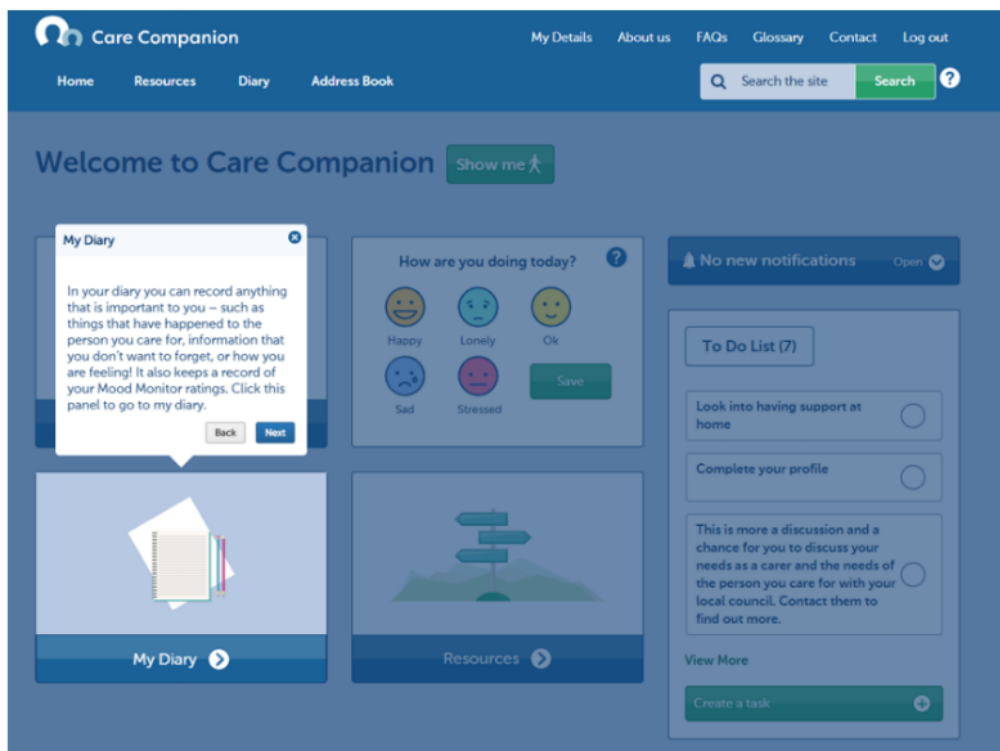 Care Companion
My Details About us FAQs Glossary Contact Log out
Home Resources Diary Address Book
Search the site Search ?
Welcome to Care Companion Show me
My Diary
In your diary you can record anything
that is important to you – such as
things that have happened to the
person you care for, information that
you don't want to forget, or how you
are feeling! It also keeps a record of
your Mood Monitor ratings. Click this
panel to go to my diary.
Back Next
My Diary
How are you doing today? ?
Happy Lonely Ok
Sad Stressed Save
Resources
No new notifications Open
To Do List (7)
Look into having support at
home
Complete your profile
This is more a discussion and a
chance for you to discuss your
needs as a carer and the needs of
the person you care for with your
local council. Contact them to
find out more.
View More
Create a task